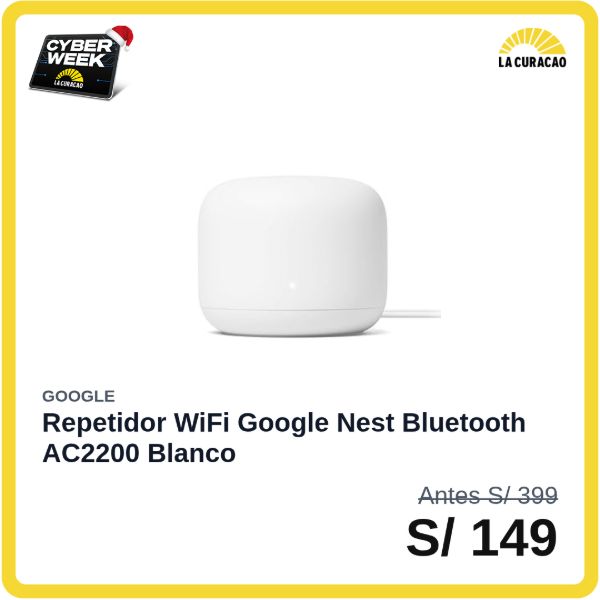 CYBER
WEEK
LA CURACAO
LA CURACAO
GOOGLE
Repetidor WiFi Google Nest Bluetooth
AC2200 Blanco
Antes S/ 399
S/ 149